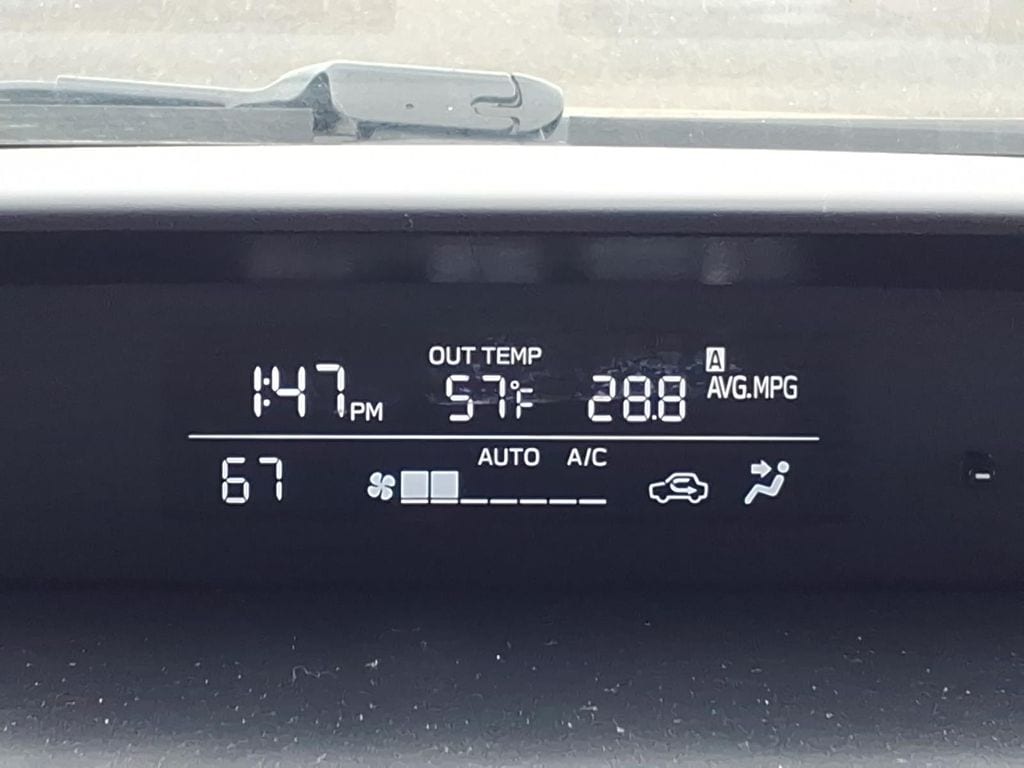 OUT TEMP A
1:47 PM 57°F 28.8 AVG.MPG
AUTO A/C
67